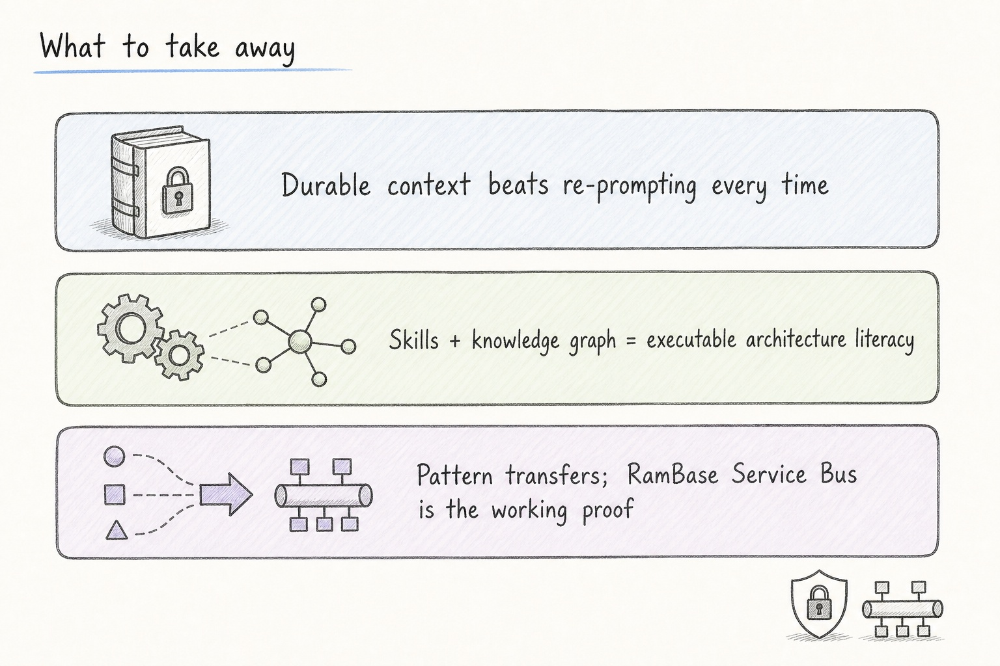 What to take away
Durable context beats re-prompting every time
Skills + knowledge graph = executable architecture literacy
Pattern transfers; RamBase Service Bus
is the working proof